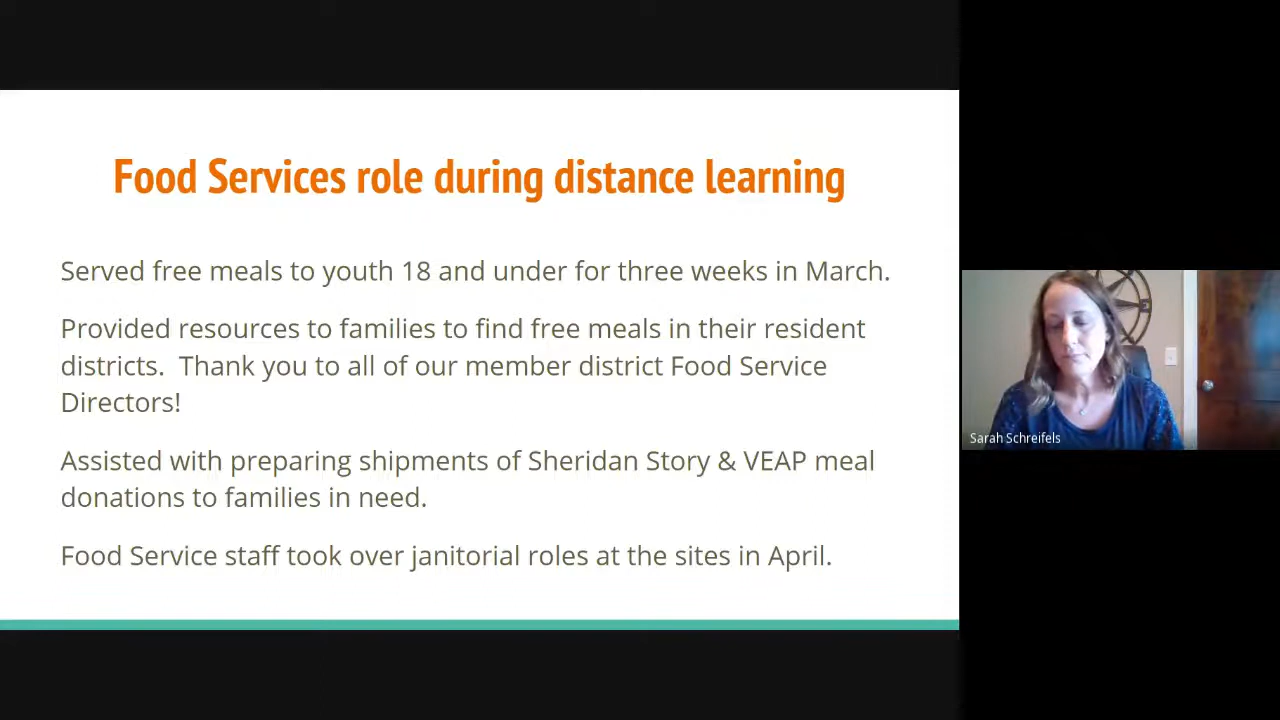 Food Services role during distance learning
Served free meals to youth 18 and under for three weeks in March.
Provided resources to families to find free meals in their resident
districts.  Thank you to all of our member district Food Service
Directors!
Assisted with preparing shipments of Sheridan Story & VEAP meal
donations to families in need.
Food Service staff took over janitorial roles at the sites in April.
Sarah Schreifels